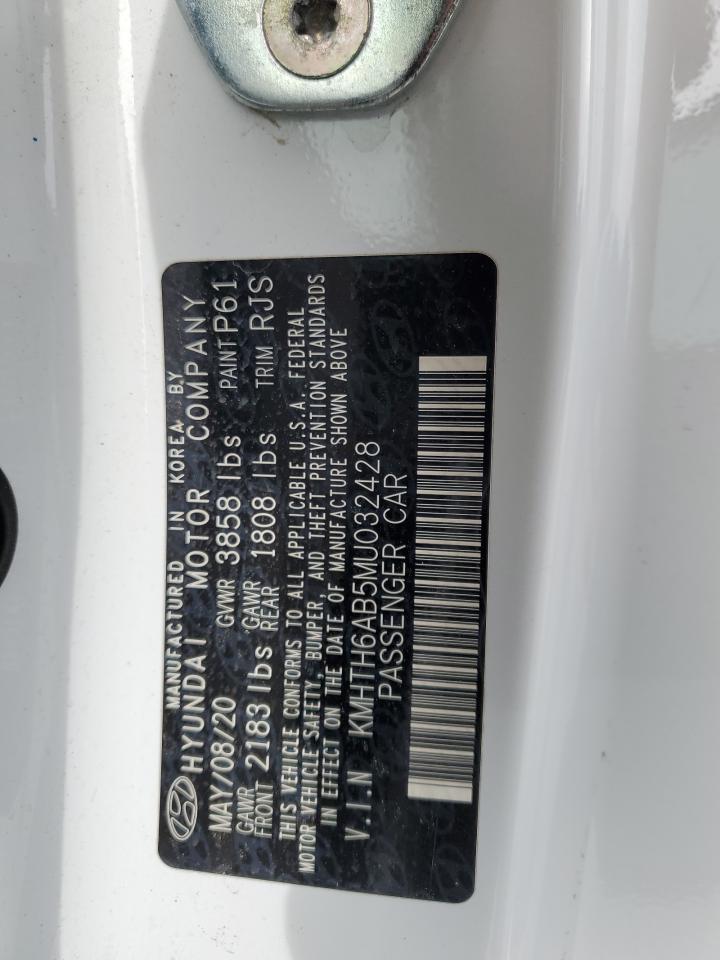 MANUFACTURED IN KOREA BY
HYUNDAI MOTOR COMPANY
MAY/08/20 GVWR 3858 lbs PAINT P61
GAWR FRONT 2183 lbs GAWR REAR 1808 lbs TRIM RJS
THIS VEHICLE CONFORMS TO ALL APPLICABLE U.S.A. FEDERAL
MOTOR VEHICLE SAFETY, BUMPER, AND THEFT PREVENTION STANDARDS
IN EFFECT ON THE DATE OF MANUFACTURE SHOWN ABOVE
V.I.N KMHTH6AB5MU032428
PASSENGER CAR